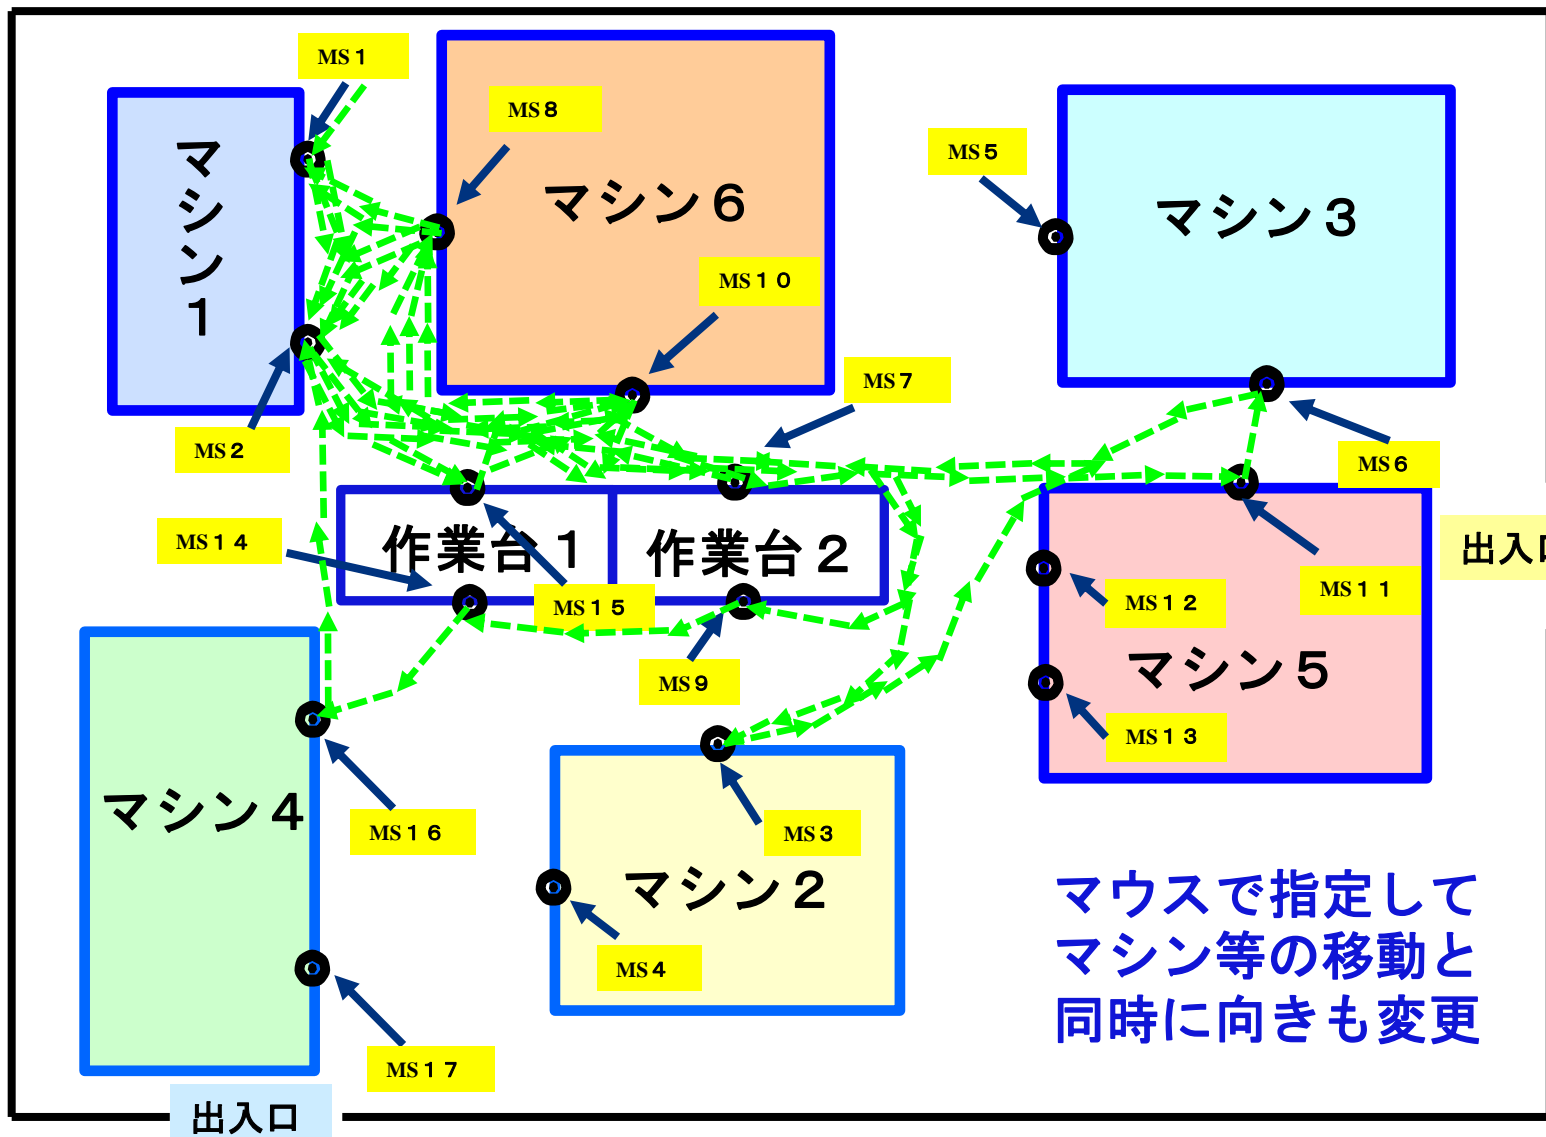 MS１
MS８
マシン１
マシン６
MS５
マシン３
MS１０
MS７
MS２
MS６
MS１４
作業台１
作業台２
出入口
MS１５
MS１２
MS１１
MS９
マシン５
MS１３
マシン４
MS１６
MS３
マシン２
MS４
マウスで指定して
マシン等の移動と
同時に向きも変更
MS１７
出入口